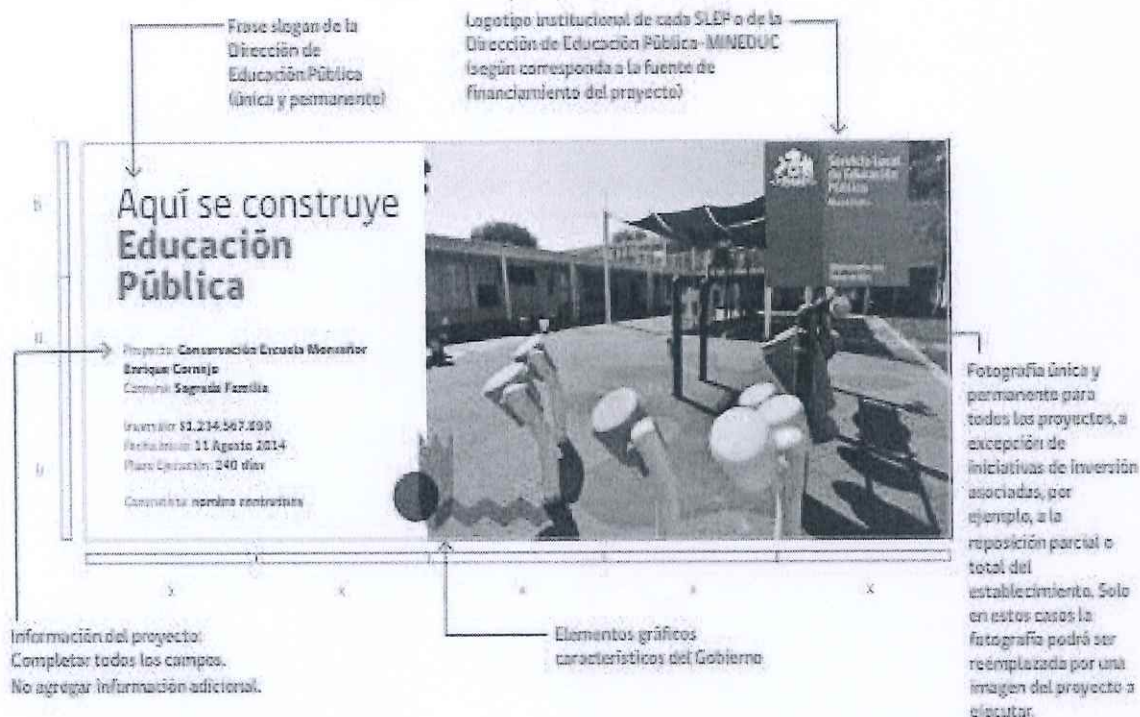 Frase slogan de la
Dirección de
Educación Pública
(única y permanente)
Logotipo institucional de cada SLEP o de la
Dirección de Educación Pública-MINEDUC
(según corresponda a la fuente de
financiamiento del proyecto)
Aquí se construye
Educación
Pública
Servicio Local
de Educación
Pública
Proyecto: Conservación Escuela Monseñor
Enrique Cornejo
Comuna: Sagrada Familia
Inversión: $1.234.567.890
Fecha Inicio: 11 Agosto 2014
Plazo Ejecución: 240 días
Contratista: nombre contratista
Fotografía única y
permanente para
todos los proyectos, a
excepción de
iniciativas de inversión
asociadas, por
ejemplo, a la
reposición parcial o
total del
establecimiento. Solo
en estos casos la
fotografía podrá ser
reemplazada por una
imagen del proyecto a
ejecutar.
x x x x
Información del proyecto:
Completar todos los campos.
No agregar información adicional.
Elementos gráficos
característicos del Gobierno